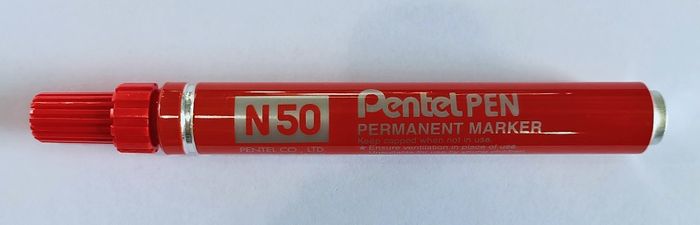 N50
PENTEL CO., LTD
Pentel PEN
PERMANENT MARKER
Keep capped when not in use.
★ Ensure ventilation in place of use